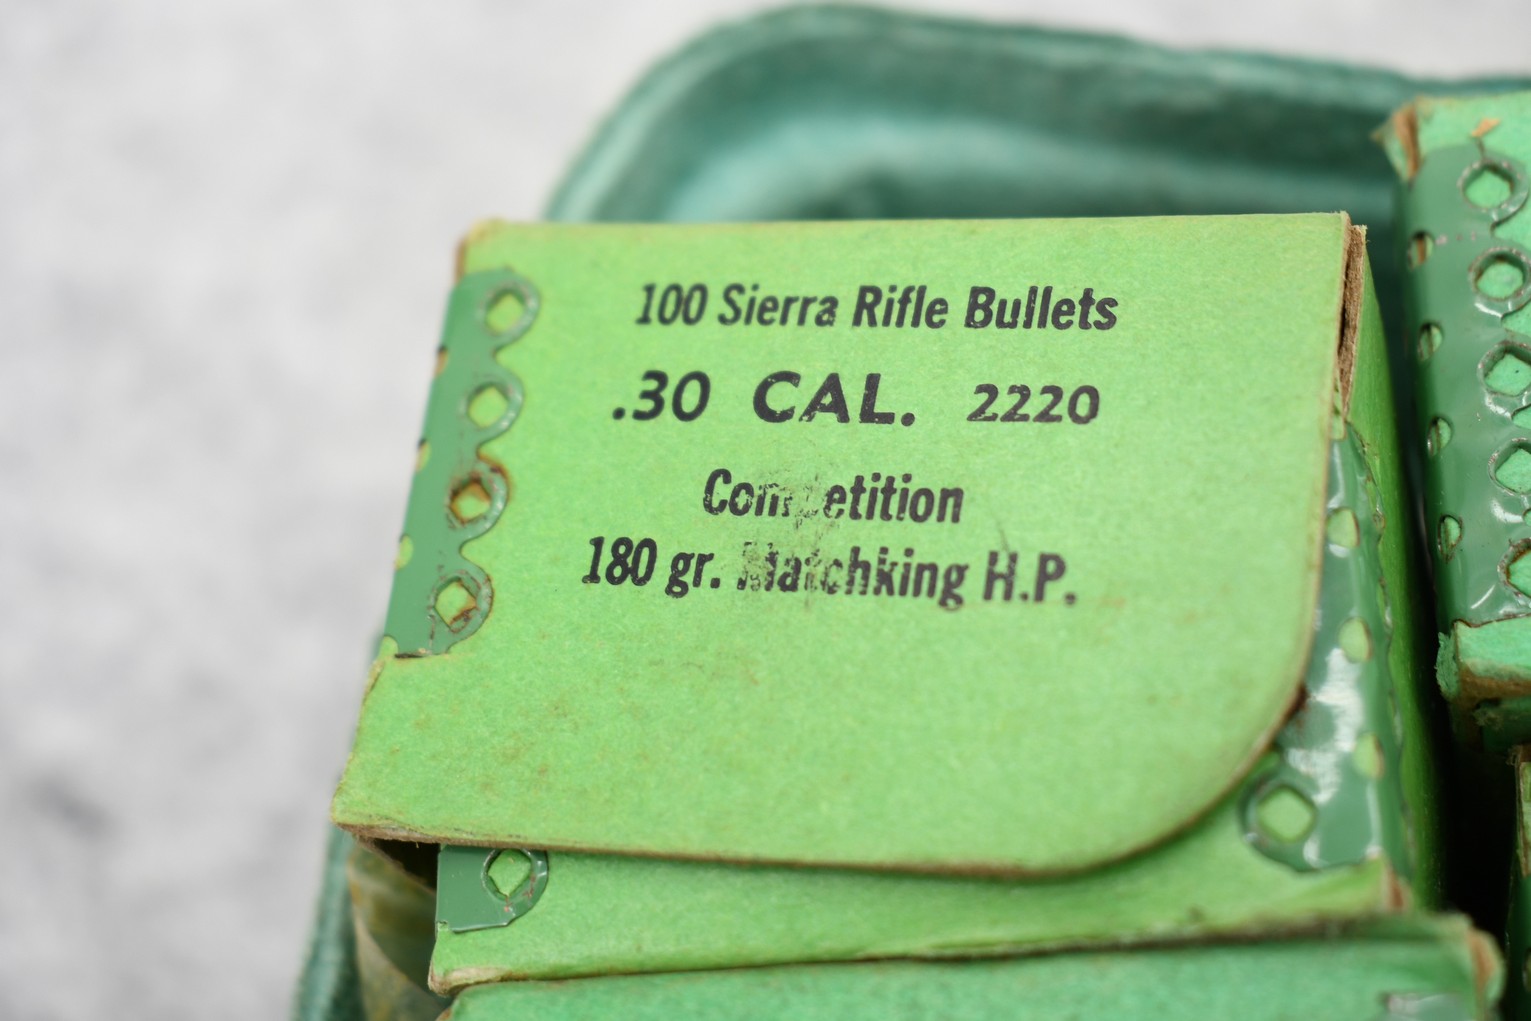 100 Sierra Rifle Bullets
.30 CAL. 2220
Competition
180 gr. Matchking H.P.